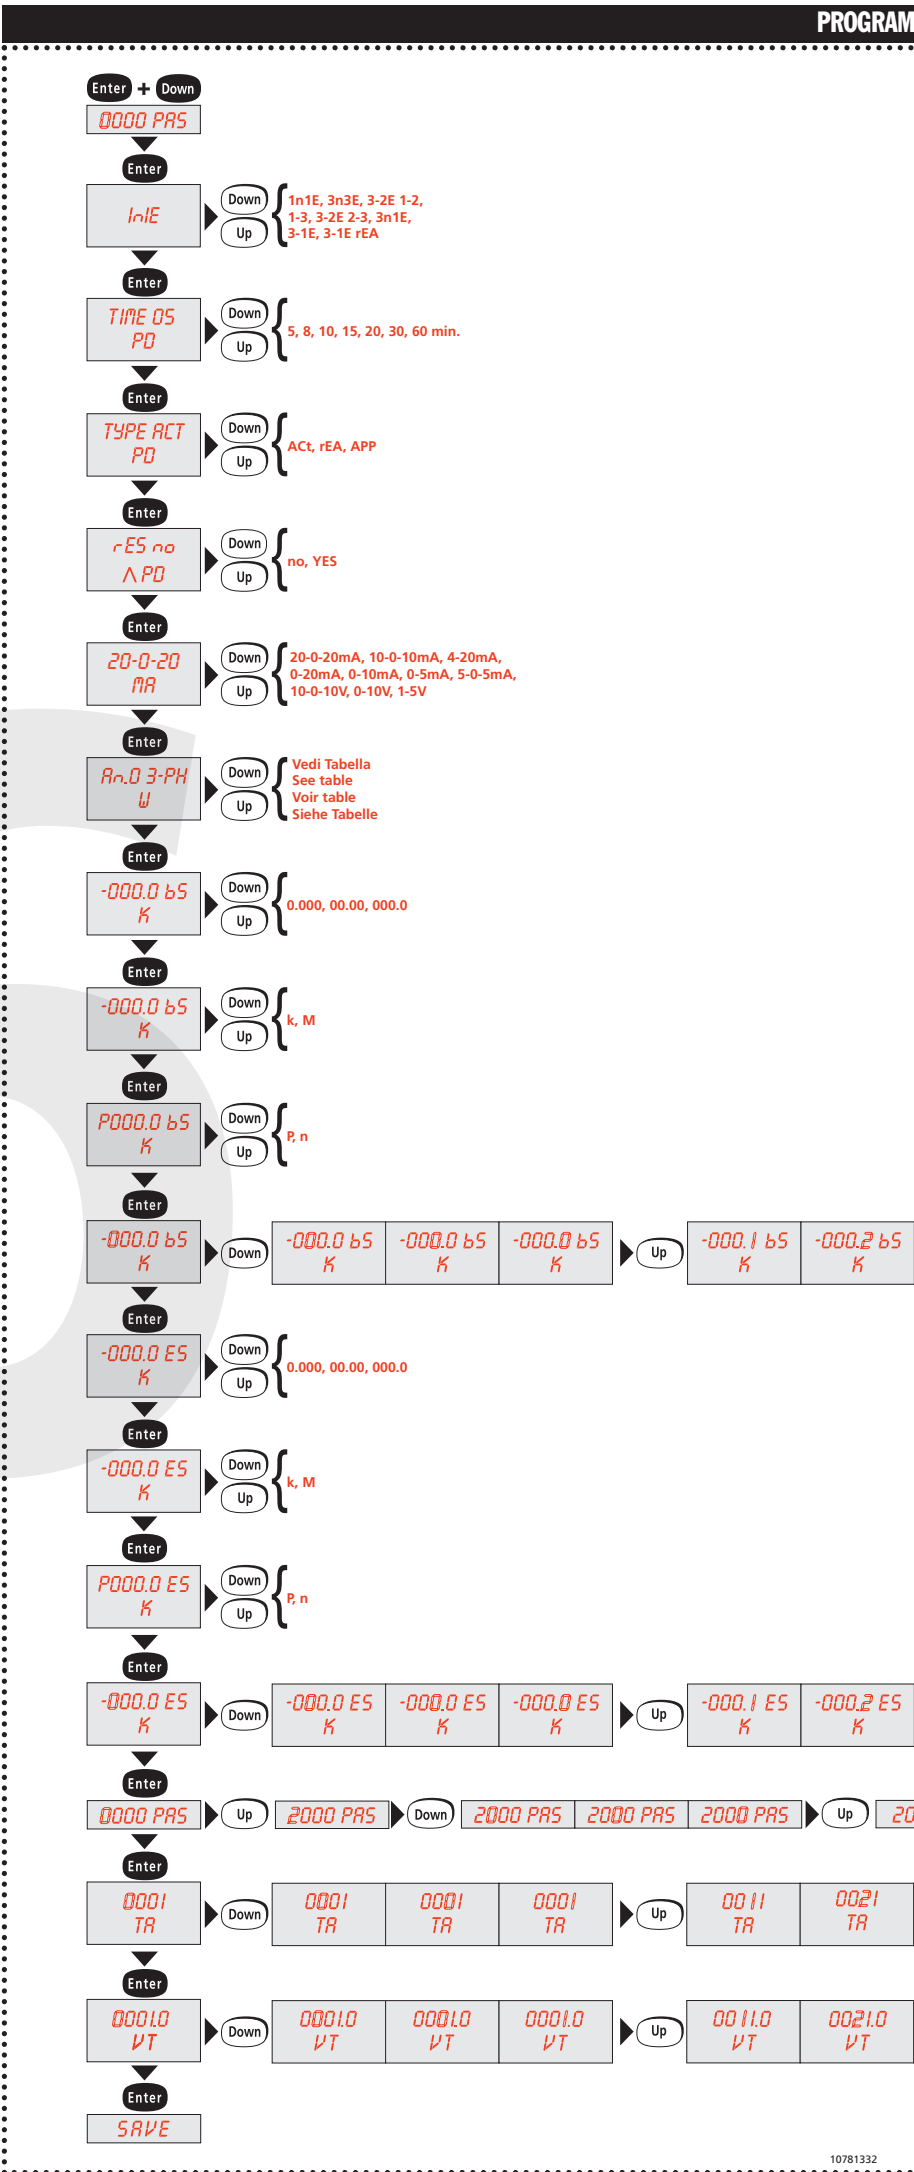 PROGRAM
Enter + Down
0000 PAS
Enter
1n1E
Down
Up
1n1E, 3n3E, 3-2E 1-2,
1-3, 3-2E 2-3, 3n1E,
3-1E, 3-1E rEA
Enter
TIME 05
PD
Down
Up
5, 8, 10, 15, 20, 30, 60 min.
Enter
TYPE ACT
PD
Down
Up
ACt, rEA, APP
Enter
rES no
Λ PD
Down
Up
no, YES
Enter
20-0-20
MA
Down
Up
20-0-20mA, 10-0-10mA, 4-20mA,
0-20mA, 0-10mA, 0-5mA, 5-0-5mA,
10-0-10V, 0-10V, 1-5V
Enter
An.0 3-PH
W
Down
Up
Vedi Tabella
See table
Voir table
Siehe Tabelle
Enter
-000.0 bS
K
Down
Up
0.000, 00.00, 000.0
Enter
-000.0 bS
K
Down
Up
k, M
Enter
P000.0 bS
K
Down
Up
P, n
Enter
-000.0 bS
K
Down
-000.0 bS
K
-000.0 bS
K
-000.0 bS
K
Up
-000.1 bS
K
-000.2 bS
K
Enter
-000.0 ES
K
Down
Up
0.000, 00.00, 000.0
Enter
-000.0 ES
K
Down
Up
k, M
Enter
P000.0 ES
K
Down
Up
P, n
Enter
-000.0 ES
K
Down
-000.0 ES
K
-000.0 ES
K
-000.0 ES
K
Up
-000.1 ES
K
-000.2 ES
K
Enter
0000 PAS
Up
2000 PAS
Down
2000 PAS
2000 PAS
2000 PAS
Up
20
Enter
0001
TA
Down
0001
TA
0001
TA
0001
TA
Up
0011
TA
0021
TA
Enter
0001.0
VT
Down
0001.0
VT
0001.0
VT
0001.0
VT
Up
0011.0
VT
0021.0
VT
Enter
SAVE
10781332